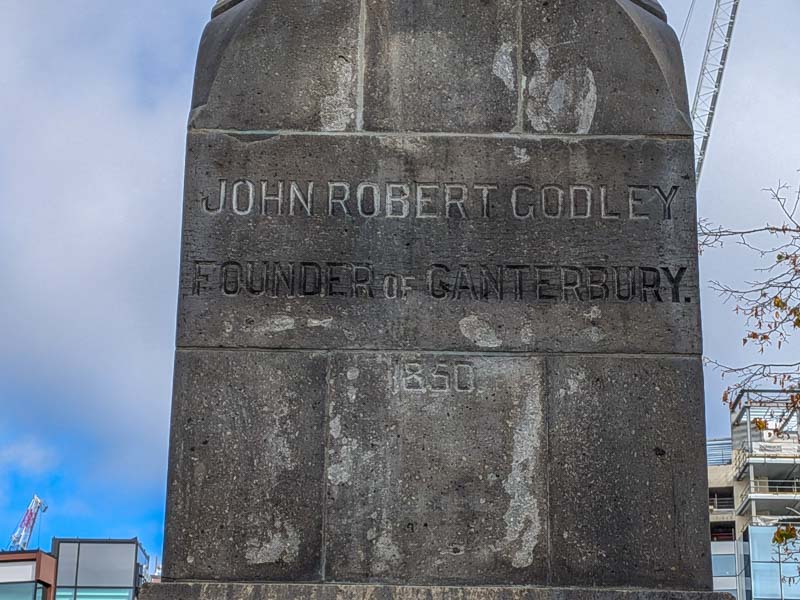 JOHN ROBERT GODLEY
FOUNDER OF CANTERBURY.
1850